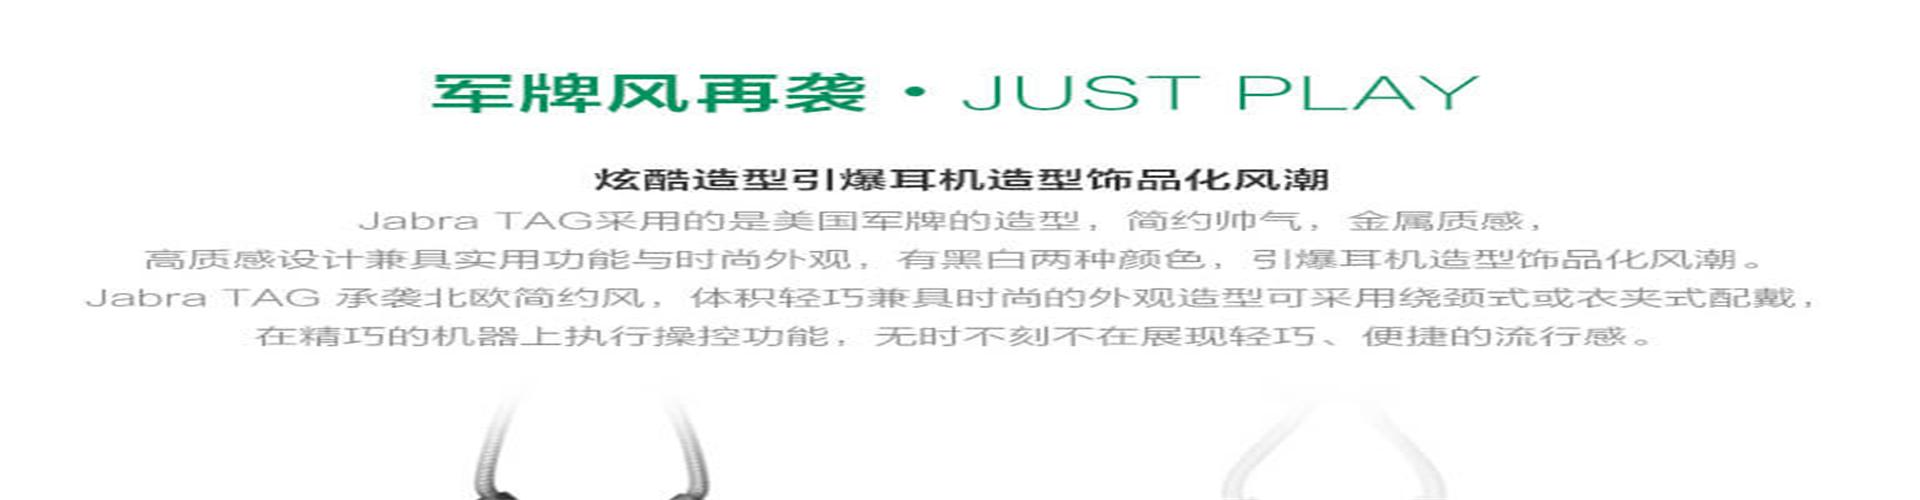 军牌风再袭·JUST PLAY
炫酷造型引爆耳机造型饰品化风潮
Jabra TAG采用的是美国军牌的造型，简约帅气，金属质感，
高质感设计兼具实用功能与时尚外观，有黑白两种颜色，引爆耳机造型饰品化风潮。
Jabra TAG 承袭北欧简约风，体积轻巧兼具时尚的外观造型可采用绕颈式或衣夹式配戴，
在精巧的机器上执行操控功能，无时不刻不在展现轻巧、便捷的流行感。